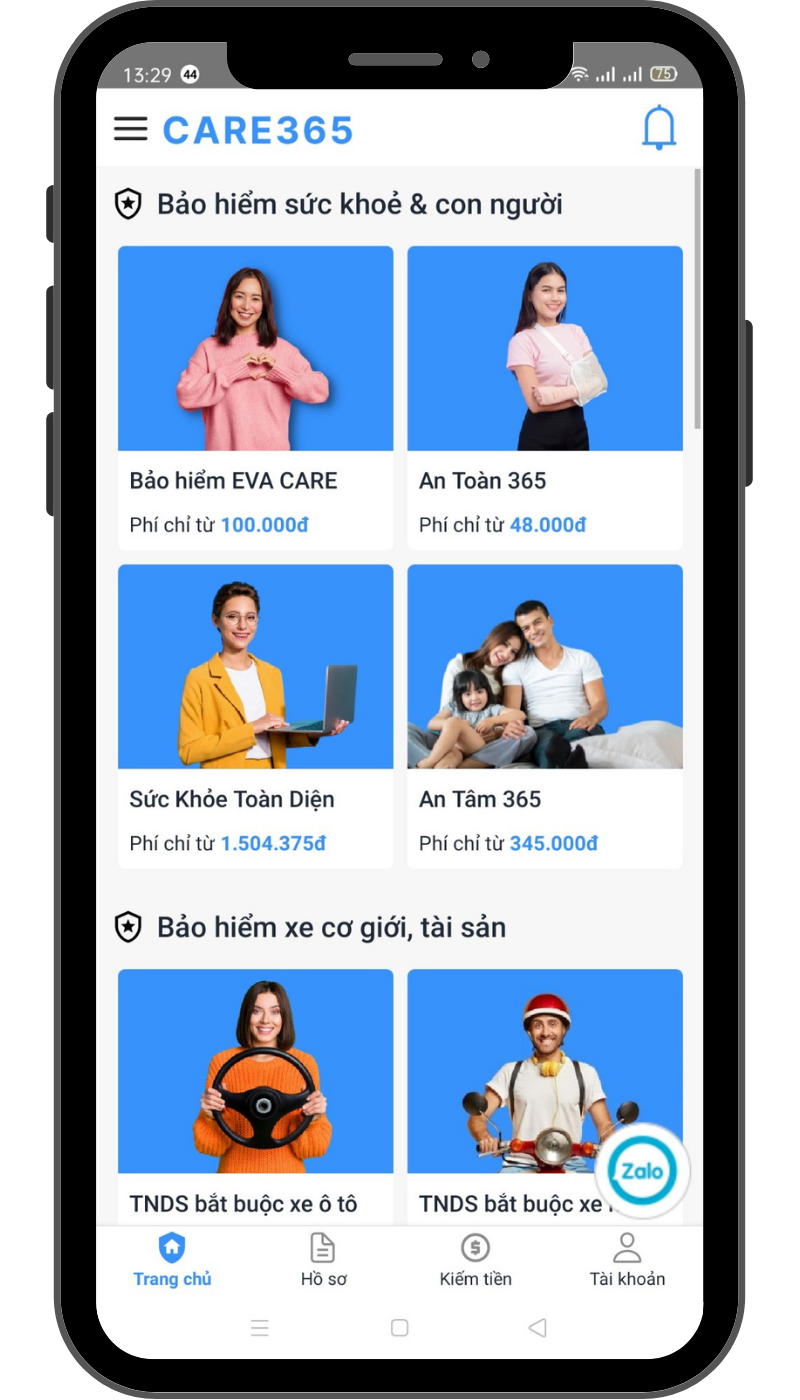 13:29 44
75
CARE365
Bảo hiểm sức khoẻ & con người
Bảo hiểm EVA CARE
Phí chỉ từ 100.000đ
An Toàn 365
Phí chỉ từ 48.000đ
Sức Khỏe Toàn Diện
Phí chỉ từ 1.504.375đ
An Tâm 365
Phí chỉ từ 345.000đ
Bảo hiểm xe cơ giới, tài sản
TNDS bắt buộc xe ô tô
TNDS bắt buộc xe
Zalo
Trang chủ
Hồ sơ
Kiếm tiền
Tài khoản